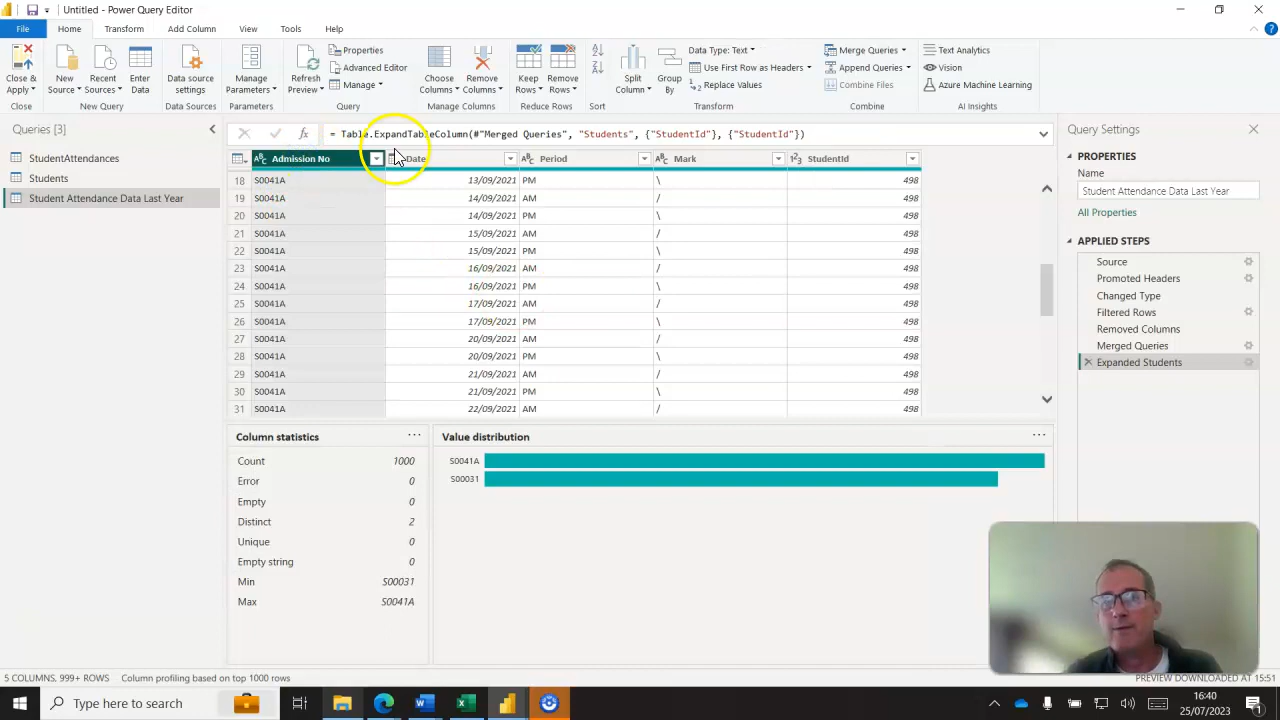 Untitled - Power Query Editor
File Home Transform Add Column View Tools Help
Close & Apply
New Source
Recent Sources
Enter Data
Data source settings
Manage Parameters
Refresh Preview
Properties
Advanced Editor
Manage
Choose Columns
Remove Columns
Keep Rows
Remove Rows
Split Column
Group By
Data Type: Text
Use First Row as Headers
Replace Values
Merge Queries
Append Queries
Combine Files
Text Analytics
Vision
Azure Machine Learning
Close New Query Data Sources Parameters Query Manage Columns Reduce Rows Sort Transform Combine AI Insights
Queries [3]
StudentAttendances
Students
Student Attendance Data Last Year
fx = Table.ExpandTableColumn(#"Merged Queries", "Students", {"StudentId"}, {"StudentId"})
ABC Admission No Date ABC Period ABC Mark 123 StudentId
18 S0041A 13/09/2021 PM \ 498
19 S0041A 14/09/2021 AM / 498
20 S0041A 14/09/2021 PM \ 498
21 S0041A 15/09/2021 AM / 498
22 S0041A 15/09/2021 PM \ 498
23 S0041A 16/09/2021 AM / 498
24 S0041A 16/09/2021 PM \ 498
25 S0041A 17/09/2021 AM / 498
26 S0041A 17/09/2021 PM \ 498
27 S0041A 20/09/2021 AM / 498
28 S0041A 20/09/2021 PM \ 498
29 S0041A 21/09/2021 AM / 498
30 S0041A 21/09/2021 PM \ 498
31 S0041A 22/09/2021 AM / 498
Column statistics
Count 1000
Error 0
Empty 0
Distinct 2
Unique 0
Empty string 0
Min S00031
Max S0041A
Value distribution
S0041A
S00031
Query Settings
PROPERTIES
Name
Student Attendance Data Last Year
All Properties
APPLIED STEPS
Source
Promoted Headers
Changed Type
Filtered Rows
Removed Columns
Merged Queries
Expanded Students
5 COLUMNS, 999+ ROWS Column profiling based on top 1000 rows PREVIEW DOWNLOADED AT 15:51
Type here to search
16:40
25/07/2023